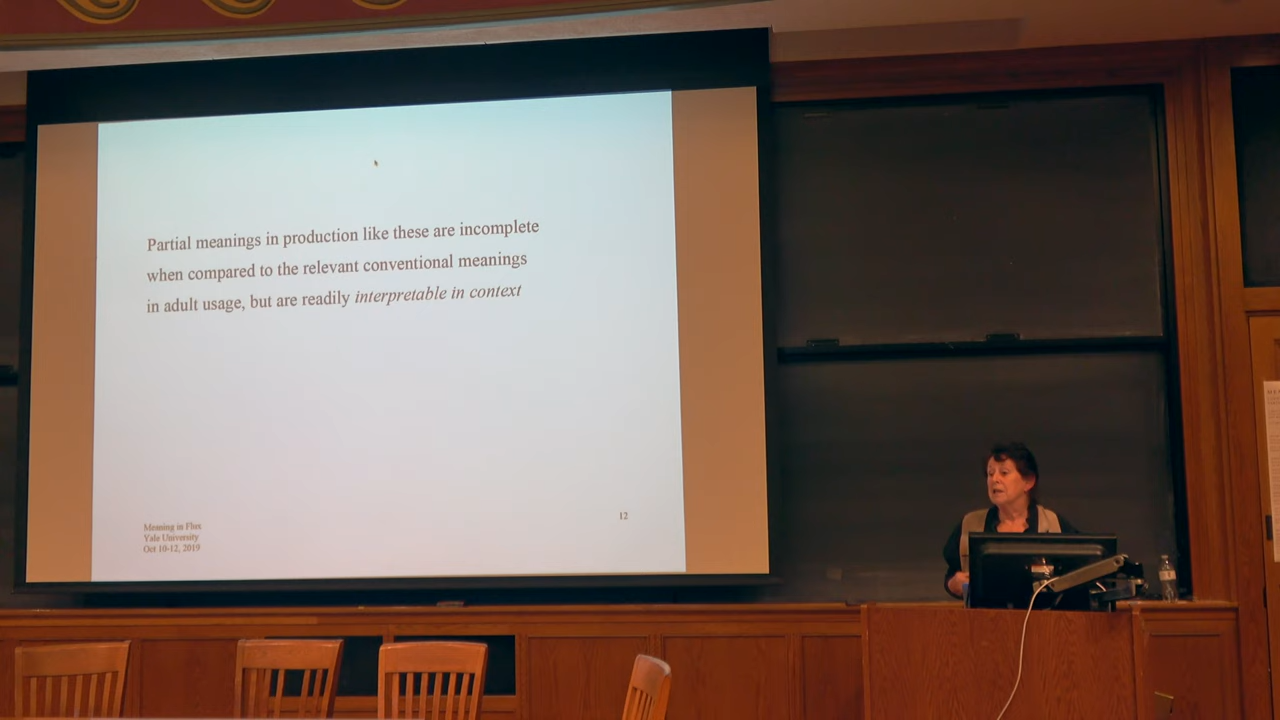 Partial meanings in production like these are incomplete
when compared to the relevant conventional meanings
in adult usage, but are readily interpretable in context
Meaning in Flux
Yale University
Oct 10-12, 2019
12